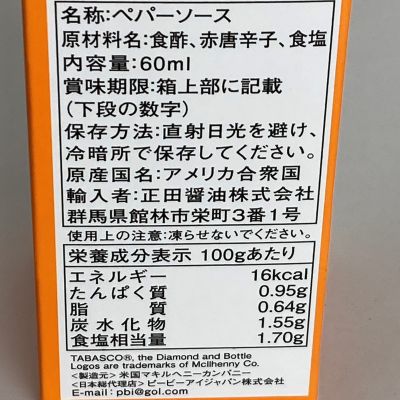 名称:ペパーソース
原材料名:食酢、赤唐辛子、食塩
内容量:60ml
賞味期限:箱上部に記載
(下段の数字)
保存方法:直射日光を避け、
冷暗所で保存してください。
原産国名:アメリカ合衆国
輸入者:正田醤油株式会社
群馬県館林市栄町3番1号
使用上の注意:凍らせないでください。
栄養成分表示 100gあたり
エネルギー 16kcal
たんぱく質 0.95g
脂質 0.64g
炭水化物 1.55g
食塩相当量 1.70g
TABASCO®, the Diamond and Bottle
Logos are trademarks of McIlhenny Co.
<製造元> 米国マキルヘニーカンパニー
<日本総代理店> ピービーアイジャパン株式会社
E-mail : pbi@gol.com